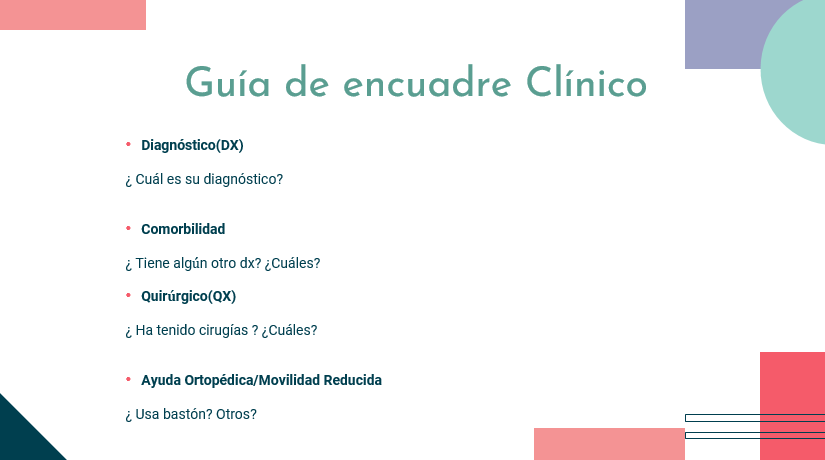 Guía de encuadre Clínico
• Diagnóstico(DX)
¿ Cuál es su diagnóstico?
• Comorbilidad
¿ Tiene algún otro dx? ¿Cuáles?
• Quirúrgico(QX)
¿ Ha tenido cirugías ? ¿Cuáles?
• Ayuda Ortopédica/Movilidad Reducida
¿ Usa bastón? Otros?